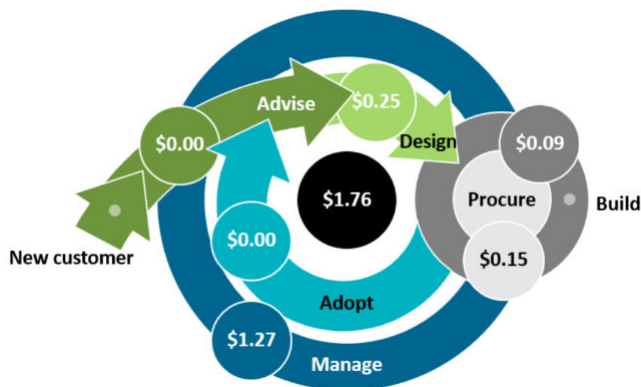 Advise
$0.25
$0.00
Design
$0.09
$1.76
Procure
Build
New customer
$0.00
$0.15
Adopt
$1.27
Manage